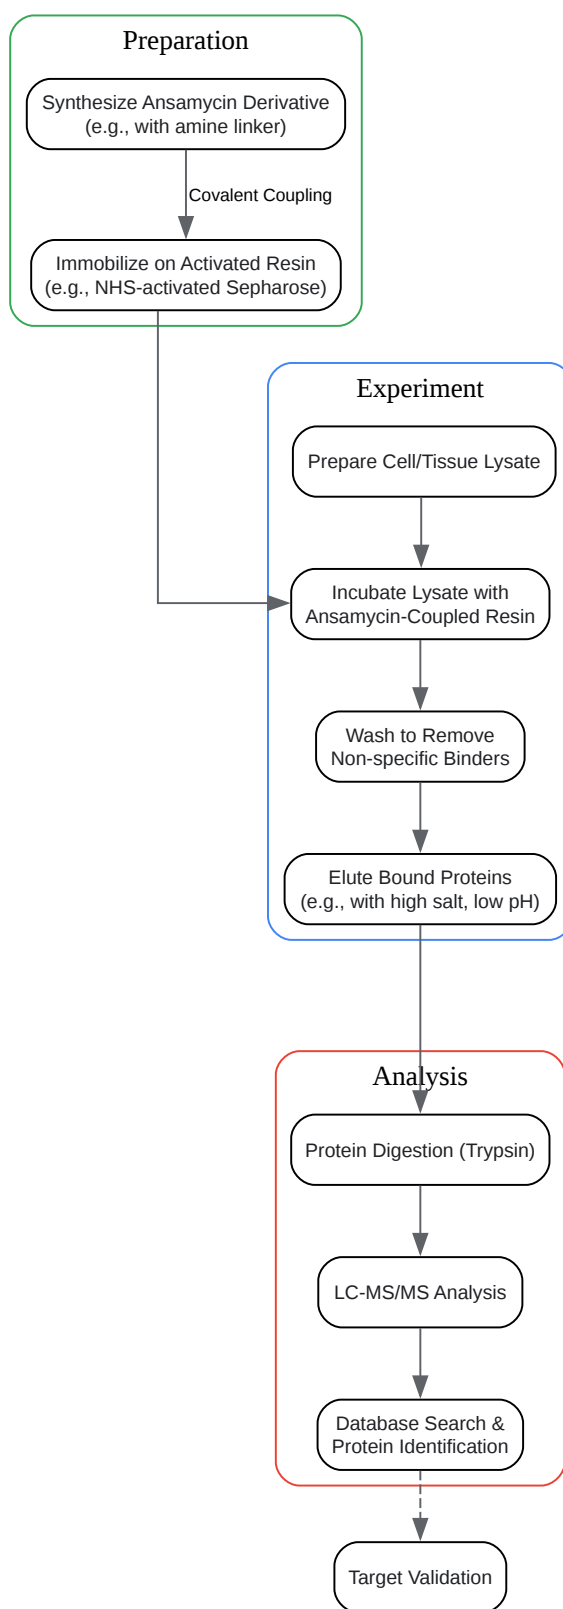 Preparation
Synthesize Ansamycin Derivative
(e.g., with amine linker)
Covalent Coupling
Immobilize on Activated Resin
(e.g., NHS-activated Sepharose)
Experiment
Prepare Cell/Tissue Lysate
Incubate Lysate with
Ansamycin-Coupled Resin
Wash to Remove
Non-specific Binders
Elute Bound Proteins
(e.g., with high salt, low pH)
Analysis
Protein Digestion (Trypsin)
LC-MS/MS Analysis
Database Search &
Protein Identification
Target Validation